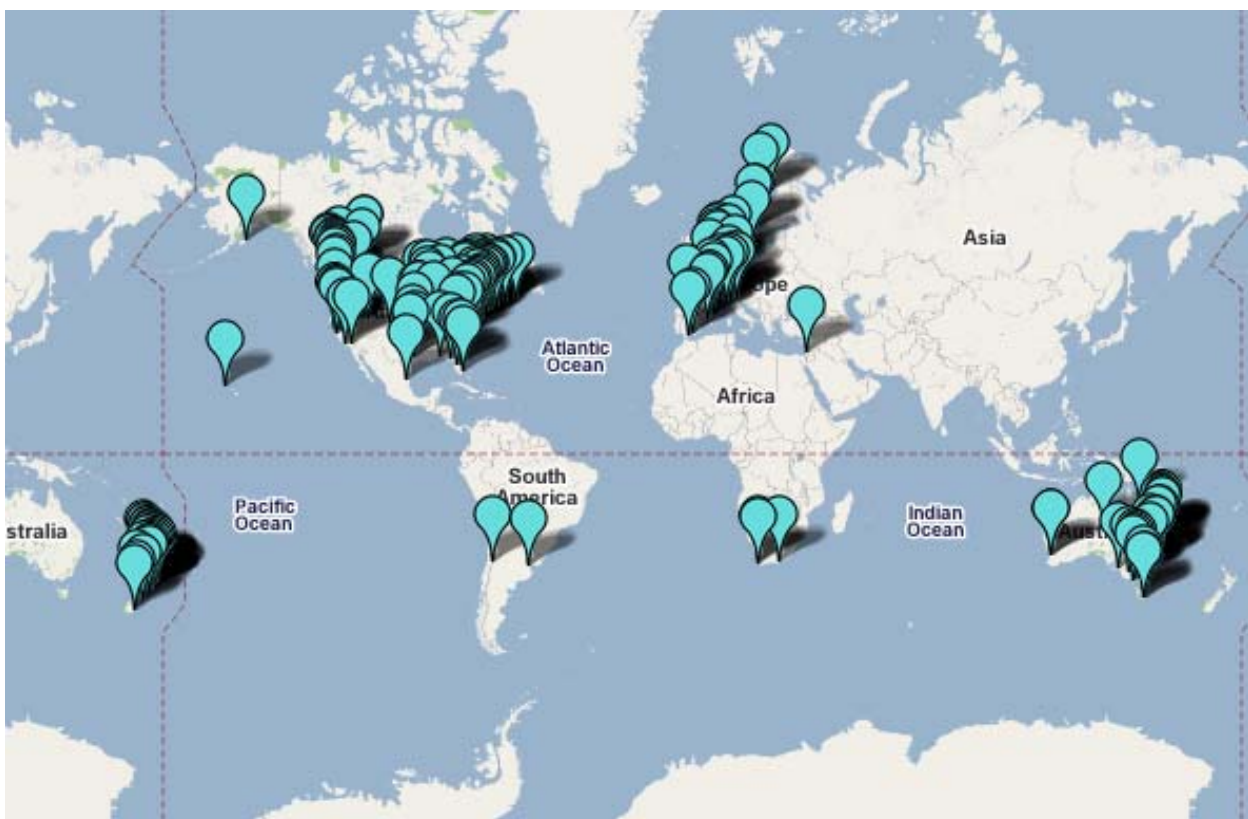 Asia
ope
Atlantic
Ocean
Africa
South
America
Pacific
Ocean
Indian
Ocean
stralia
Aust